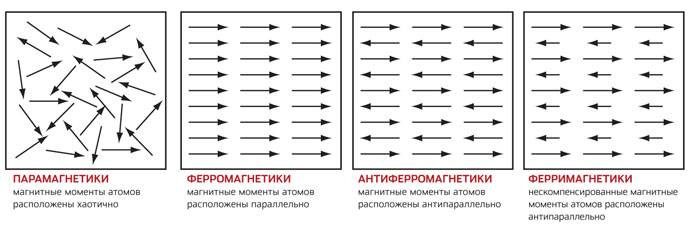 ПАРАМАГНЕТИКИ
магнитные моменты атомов
расположены хаотично
ФЕРРОМАГНЕТИКИ
магнитные моменты атомов
расположены параллельно
АНТИФЕРРОМАГНЕТИКИ
магнитные моменты атомов
расположены антипараллельно
ФЕРРИМАГНЕТИКИ
нескомпенсированные магнитные
моменты атомов расположены
антипараллельно